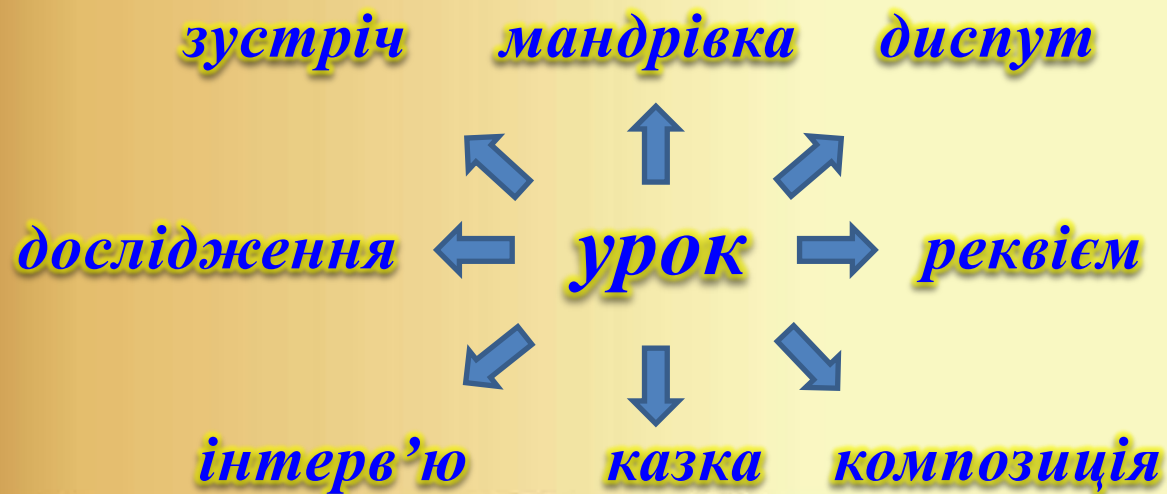 зустріч мандрівка диспут
дослідження урок реквієм
інтерв’ю казка композиція